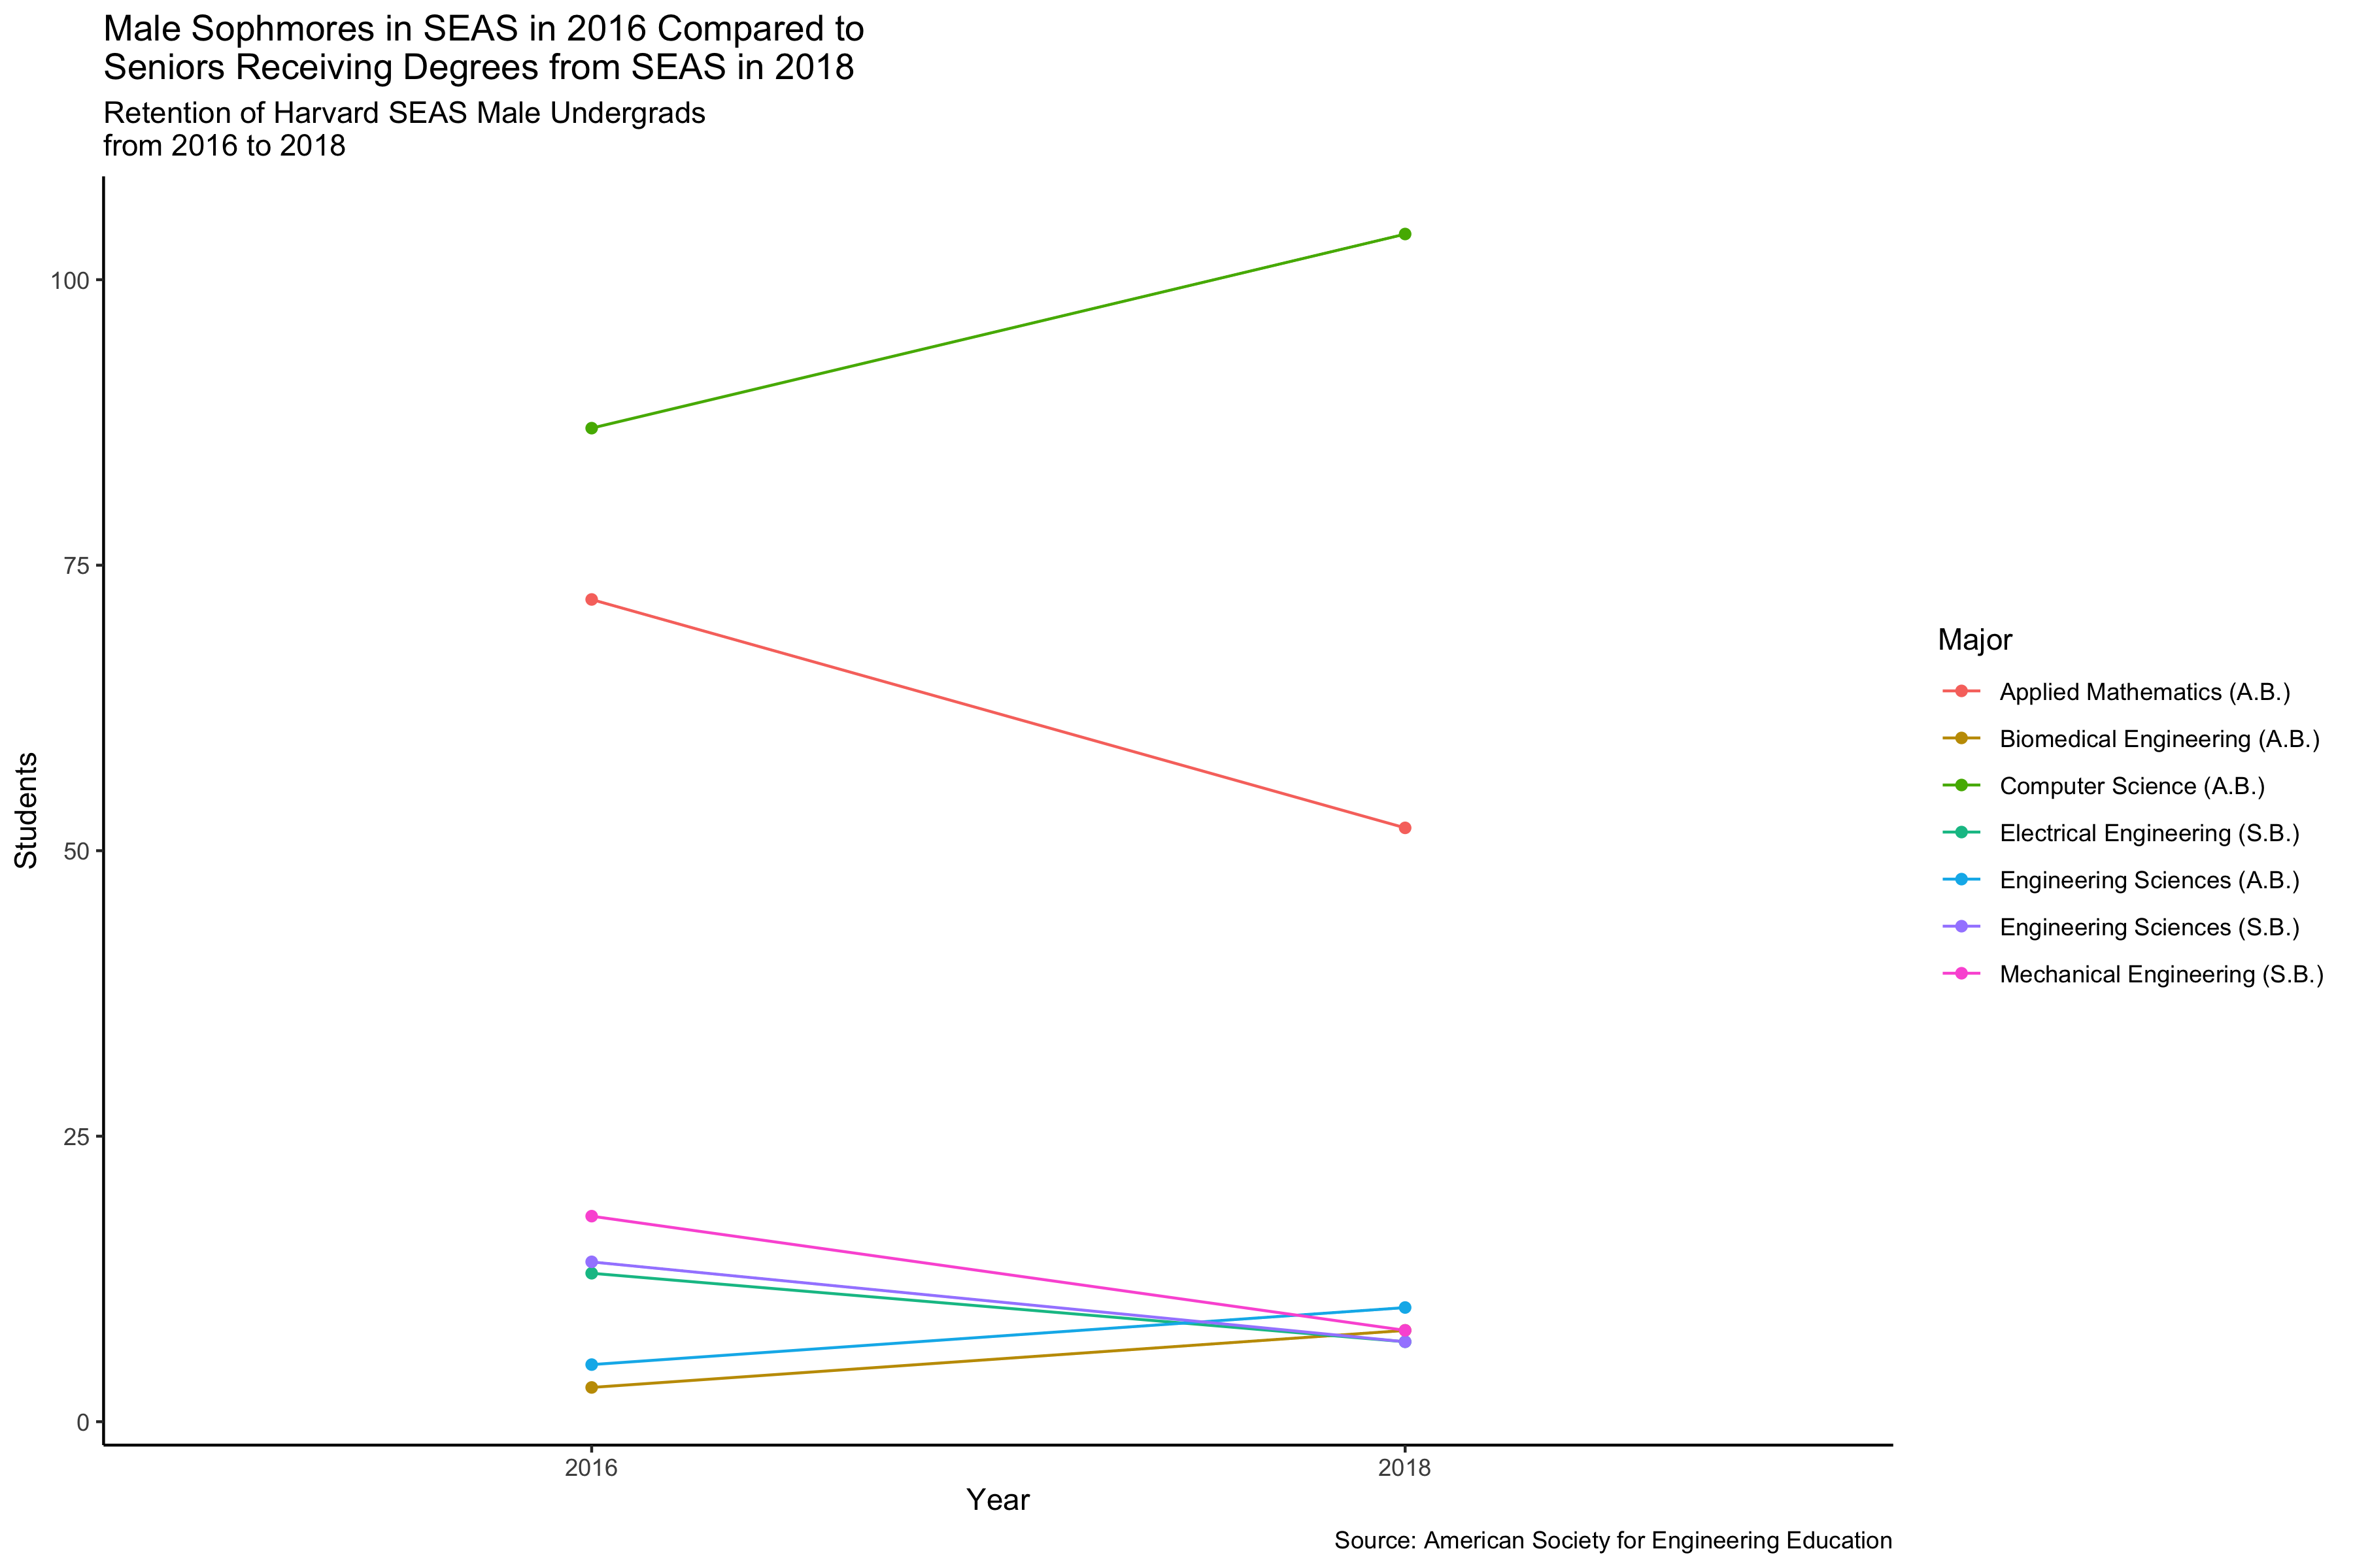 Male Sophmores in SEAS in 2016 Compared to
Seniors Receiving Degrees from SEAS in 2018
Retention of Harvard SEAS Male Undergrads
from 2016 to 2018
100
75
50
25
0
Students
2016
2018
Year
Major
Applied Mathematics (A.B.)
Biomedical Engineering (A.B.)
Computer Science (A.B.)
Electrical Engineering (S.B.)
Engineering Sciences (A.B.)
Engineering Sciences (S.B.)
Mechanical Engineering (S.B.)
Source: American Society for Engineering Education